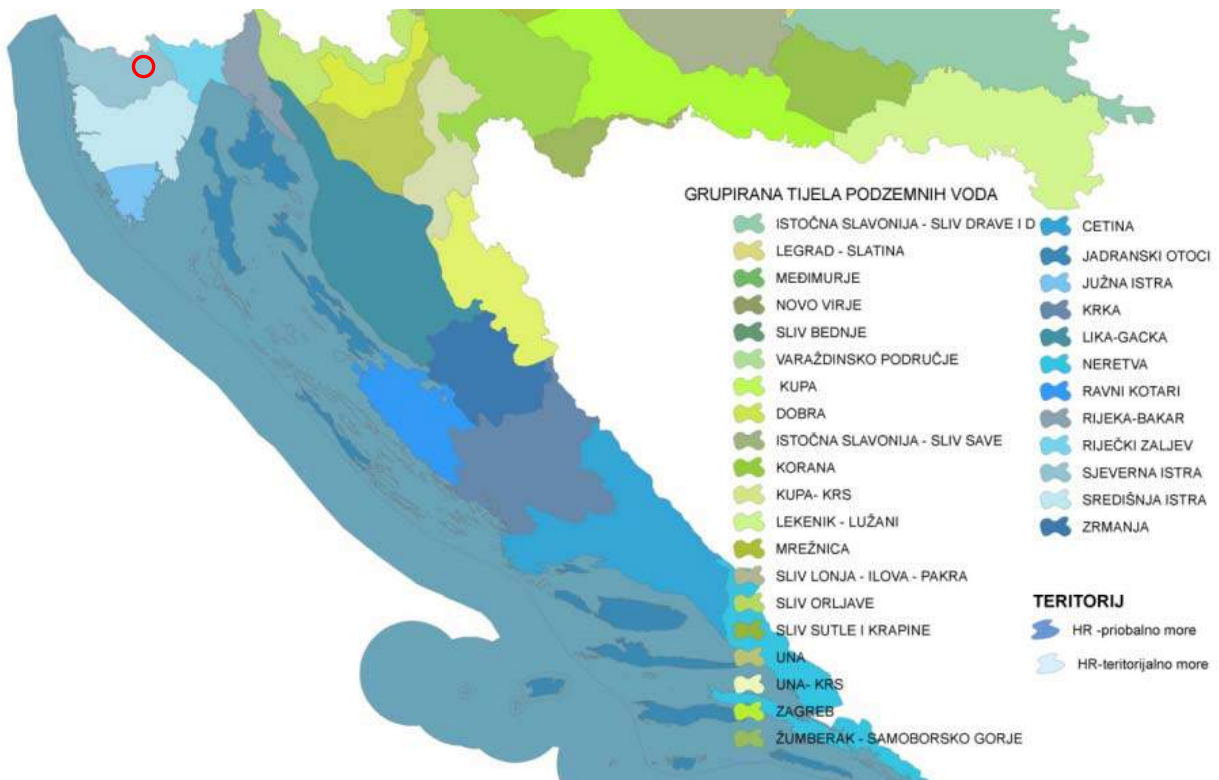 GRUPIRANA TIJELA PODZEMNIH VODA
ISTOČNA SLAVONIJA - SLIV DRAVE I D
LEGRAD - SLATINA
MEĐIMURJE
NOVO VIRJE
SLIV BEDNJE
VARAŽDINSKO PODRUČJE
KUPA
DOBRA
ISTOČNA SLAVONIJA - SLIV SAVE
KORANA
KUPA- KRS
LEKENIK - LUŽANI
MREŽNICA
SLIV LONJA - ILOVA - PAKRA
SLIV ORLJAVE
SLIV SUTLE I KRAPINE
UNA
UNA- KRS
ZAGREB
ŽUMBERAK - SAMOBORSKO GORJE
CETINA
JADRANSKI OTOCI
JUŽNA ISTRA
KRKA
LIKA-GACKA
NERETVA
RAVNI KOTARI
RIJEKA-BAKAR
RIJEČKI ZALJEV
SJEVERNA ISTRA
SREDIŠNJA ISTRA
ZRMANJA
TERITORIJ
HR -priobalno more
HR-teritorijalno more